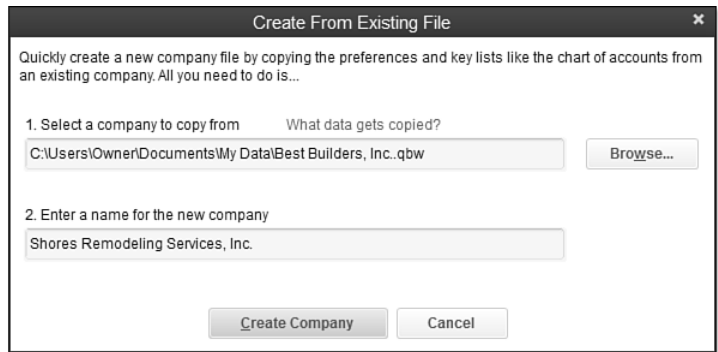 Create From Existing File
Quickly create a new company file by copying the preferences and key lists like the chart of accounts from
an existing company. All you need to do is...
1. Select a company to copy from What data gets copied?
C:\Users\Owner\Documents\My Data\Best Builders, Inc..qbw
Browse...
2. Enter a name for the new company
Shores Remodeling Services, Inc.
Create Company Cancel